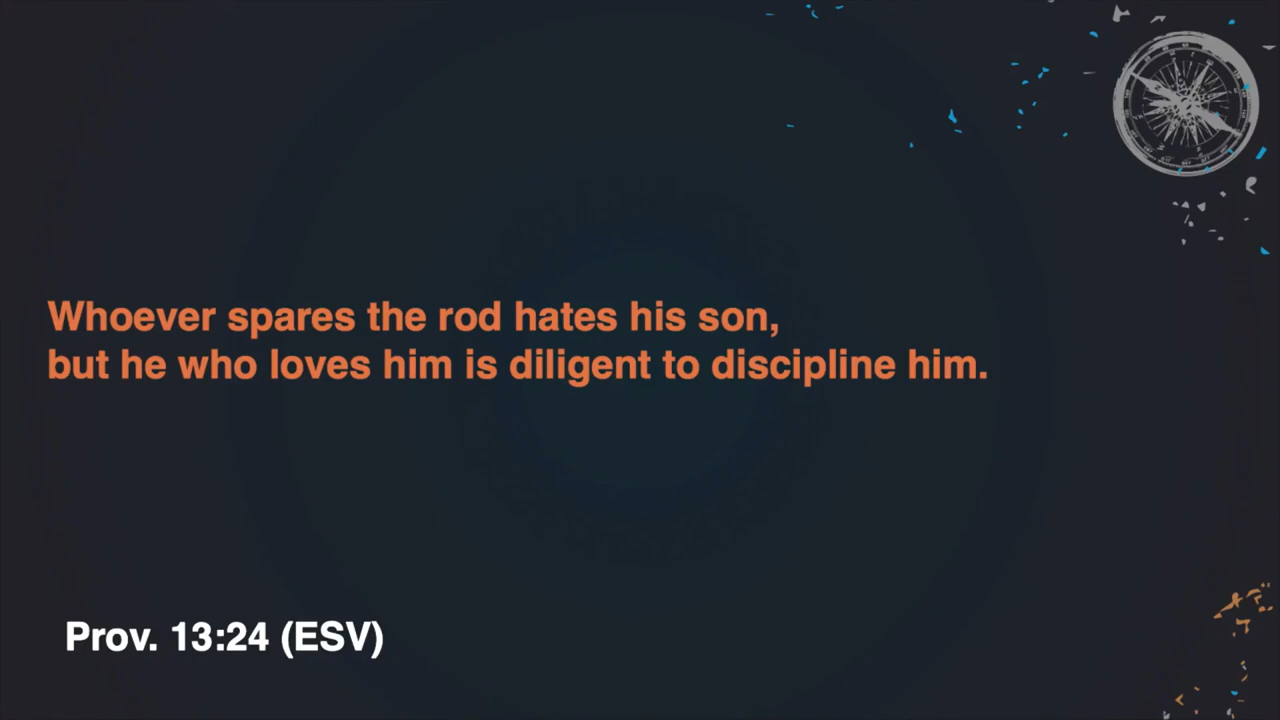 Whoever spares the rod hates his son,
but he who loves him is diligent to discipline him.
Prov. 13:24 (ESV)